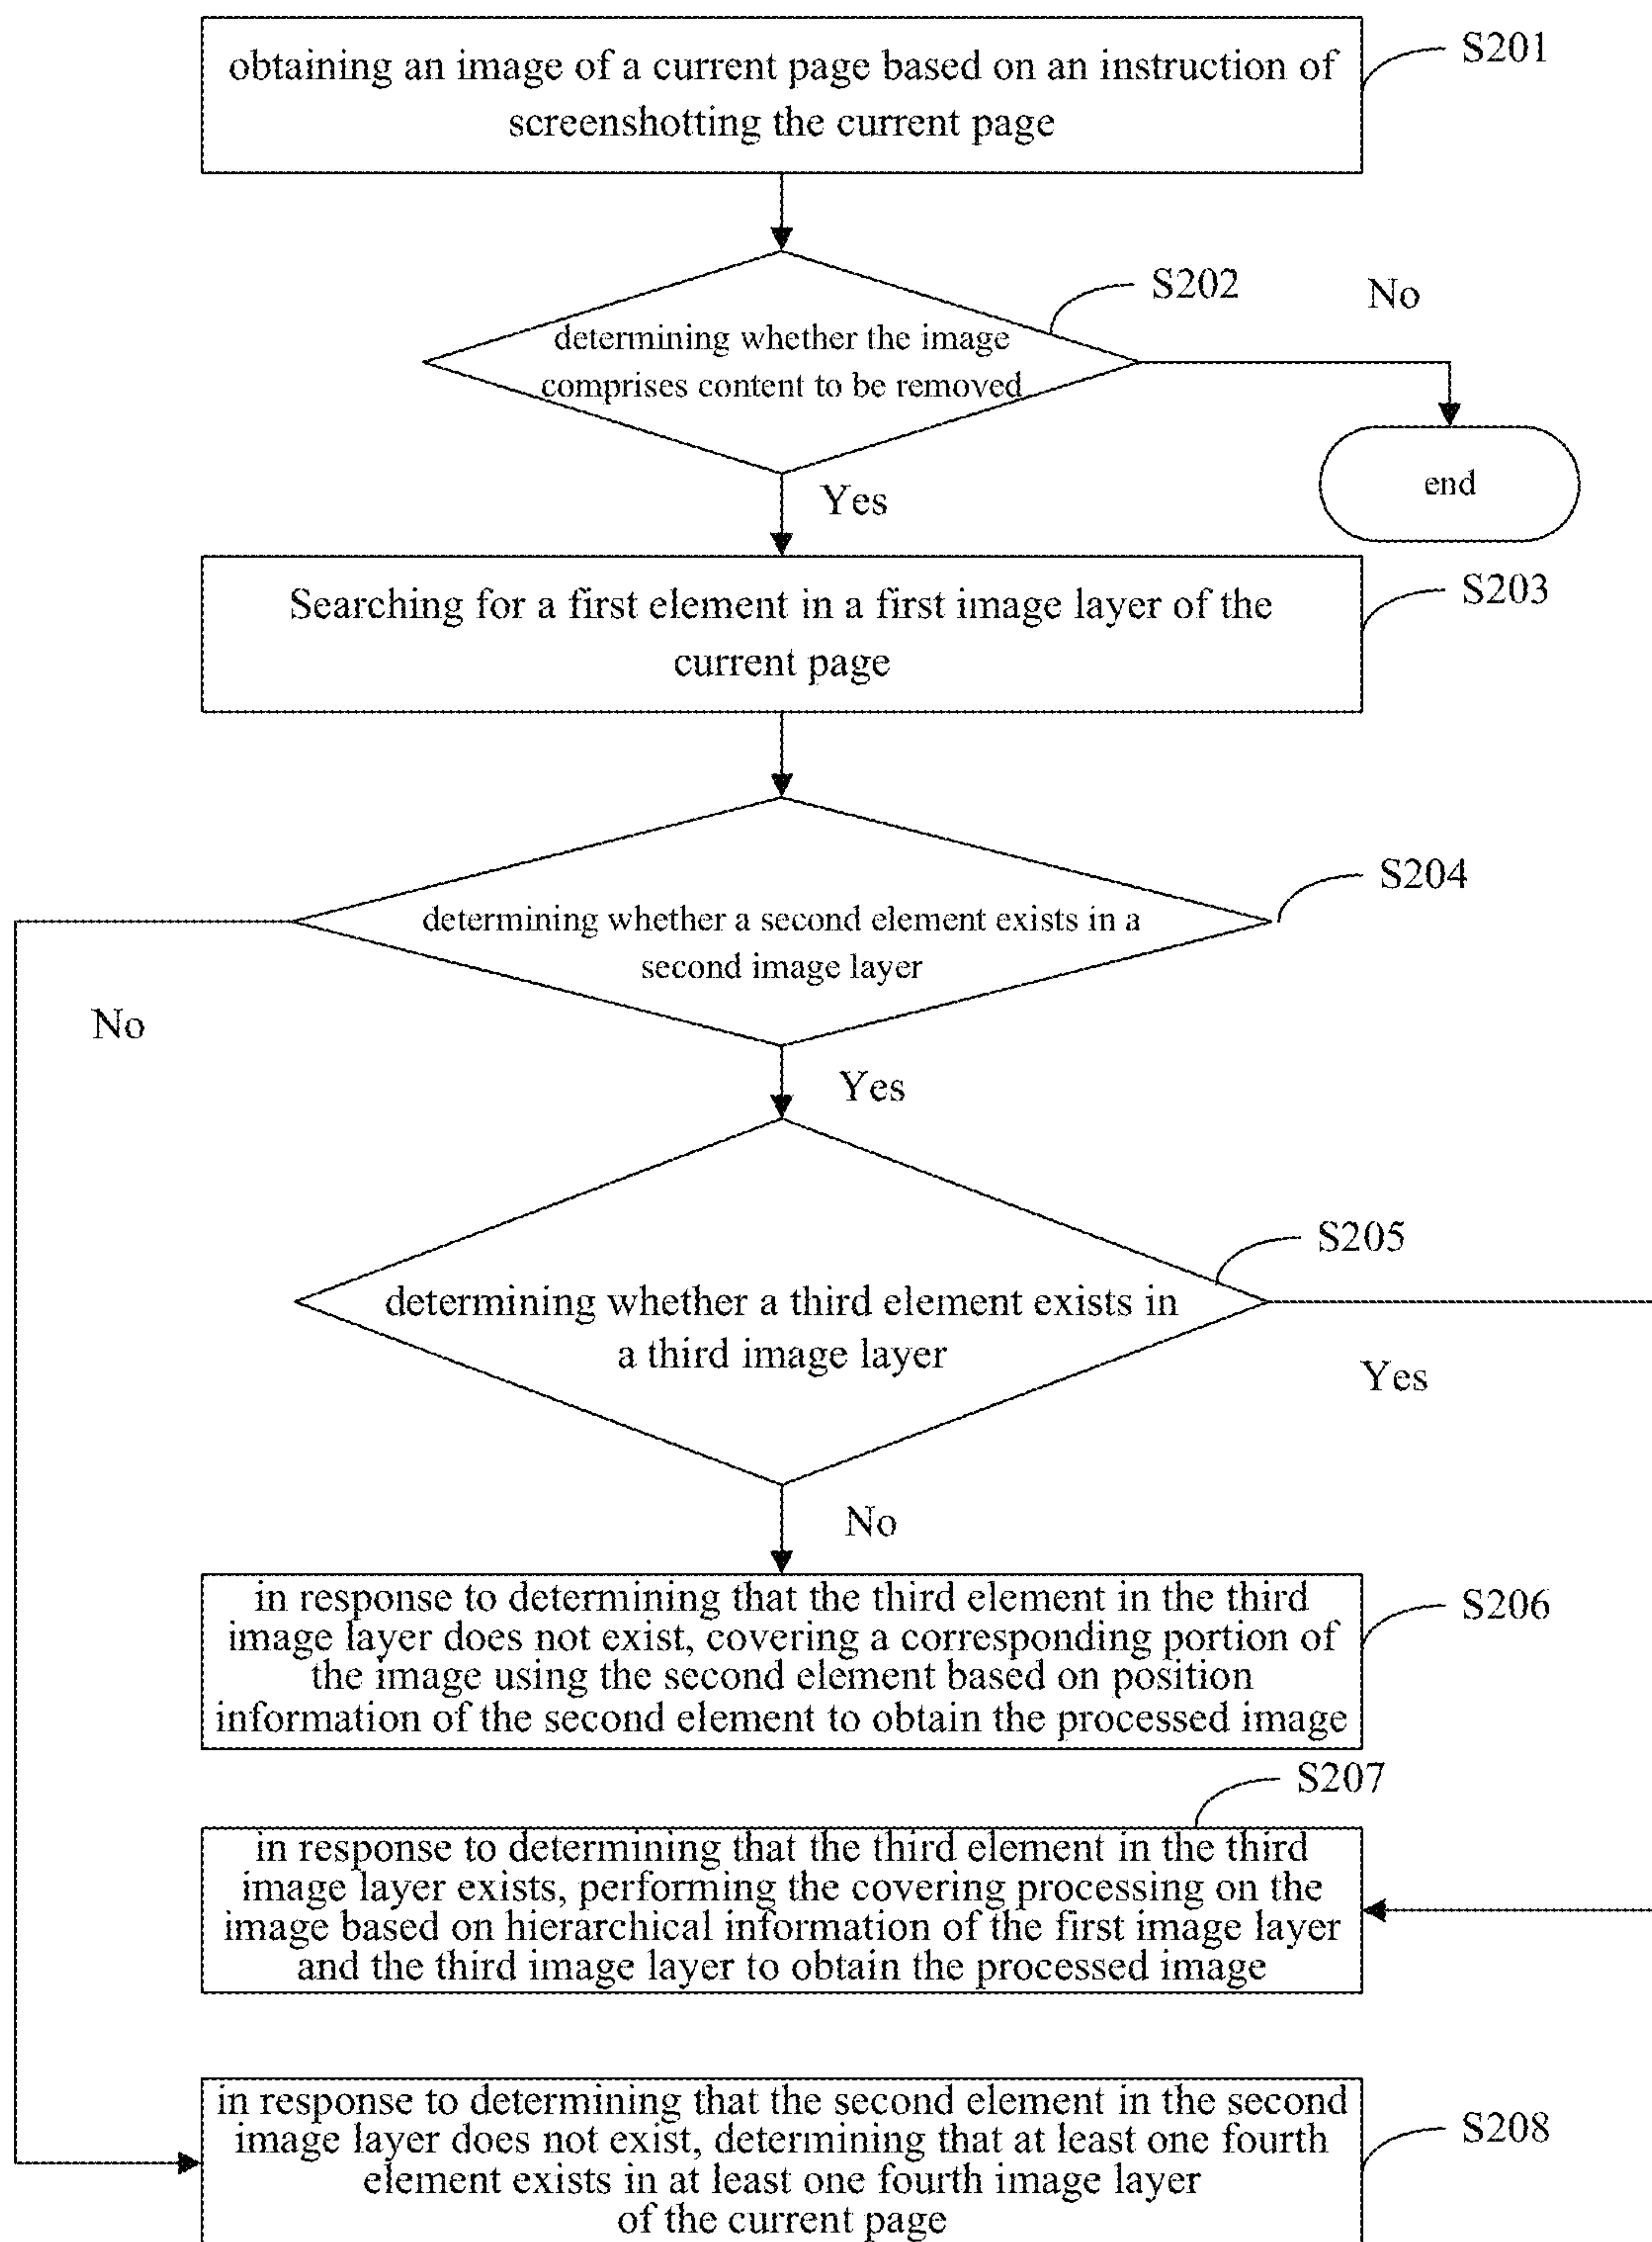 obtaining an image of a current page based on an instruction of
screenshotting the current page
S201
determining whether the image
comprises content to be removed
S202
No
end
Yes
Searching for a first element in a first image layer of the
current page
S203
determining whether a second element exists in a
second image layer
S204
No
Yes
determining whether a third element exists in
a third image layer
S205
Yes
No
in response to determining that the third element in the third
image layer does not exist, covering a corresponding portion of
the image using the second element based on position
information of the second element to obtain the processed image
S206
S207
in response to determining that the third element in the third
image layer exists, performing the covering processing on the
image based on hierarchical information of the first image layer
and the third image layer to obtain the processed image
in response to determining that the second element in the second
image layer does not exist, determining that at least one fourth
element exists in at least one fourth image layer
of the current page
S208